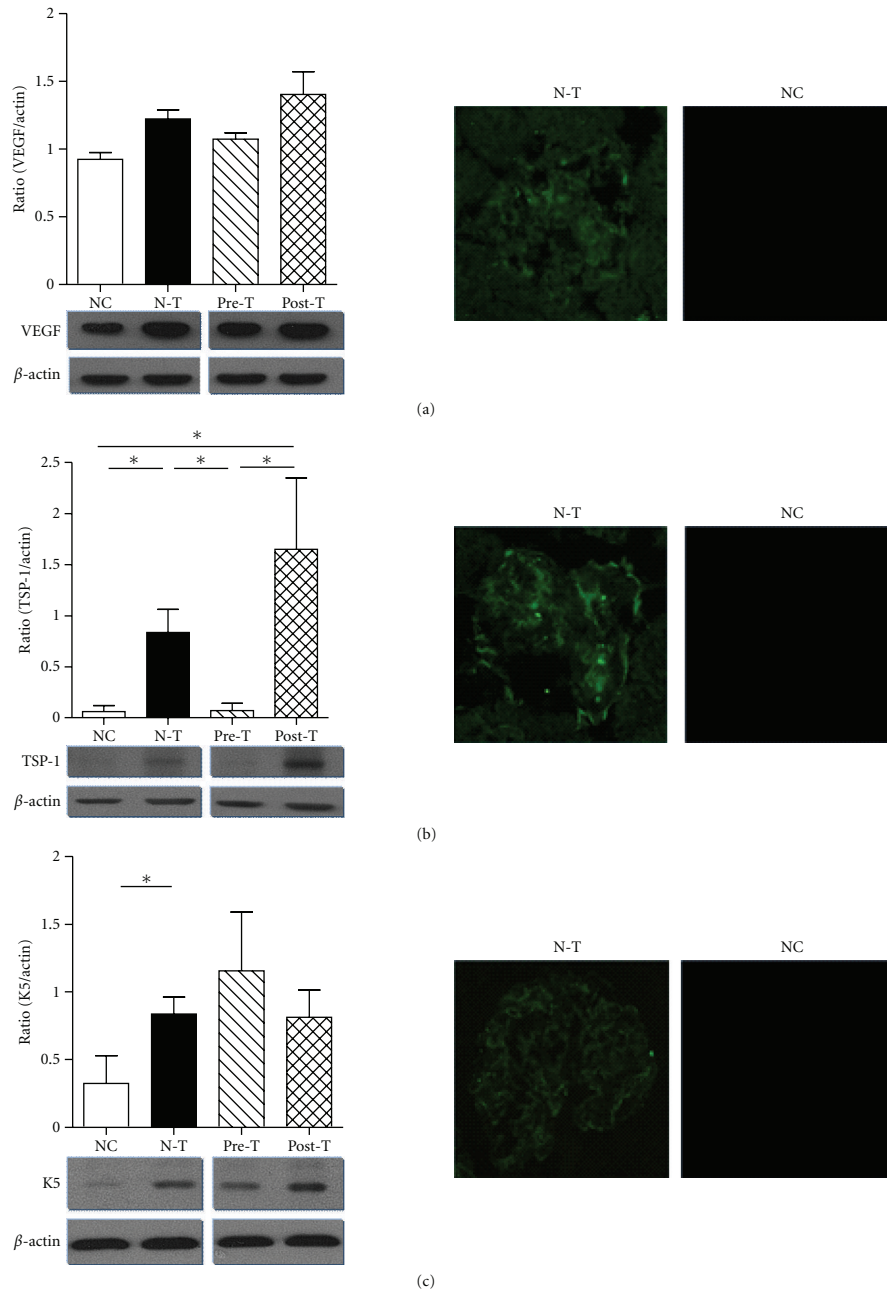 2
1.5
1
0.5
0
Ratio (VEGF/actin)
NC N-T Pre-T Post-T
VEGF
β-actin
N-T NC
(a)
2.5
2
1.5
1
0.5
0
Ratio (TSP-1/actin)
* 
* * *
NC N-T Pre-T Post-T
TSP-1
β-actin
N-T NC
(b)
2
1.5
1
0.5
0
Ratio (K5/actin)
*
NC N-T Pre-T Post-T
K5
β-actin
N-T NC
(c)